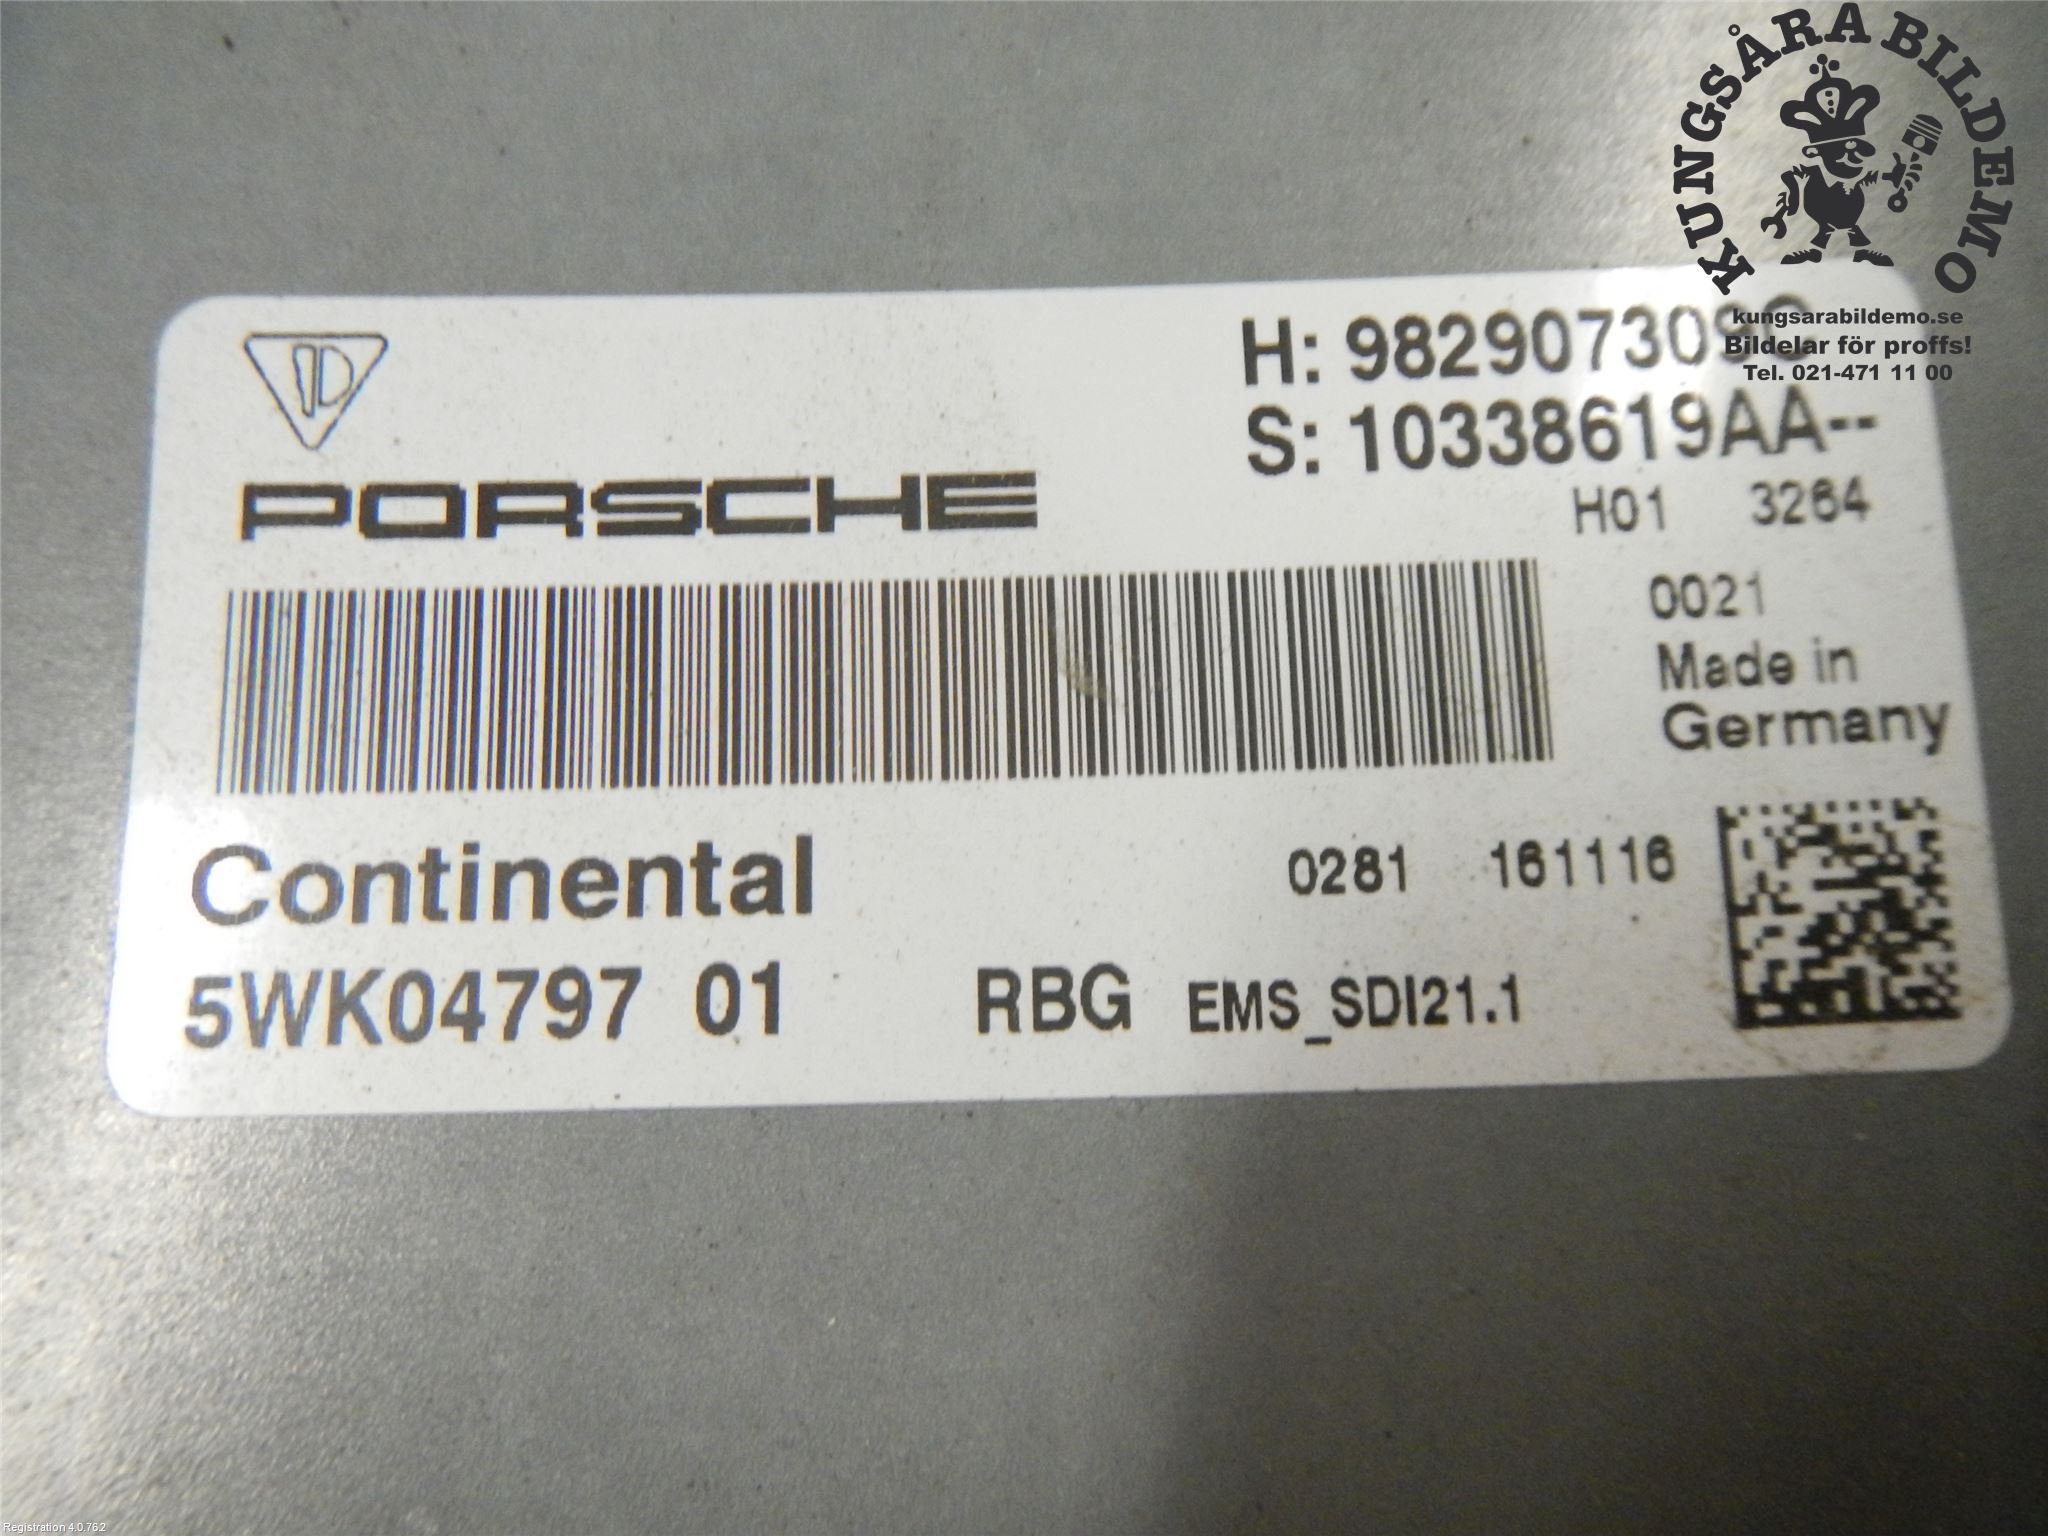 KUNGSÅRA BILDEMO
kungsarabildemo.se
Bildelar för proffs!
Tel. 021-471 11 00
H: 982907309C
S: 10338619AA--
H01 3264
PORSCHE
0021
Made in
Germany
Continental
0281 161116
5WK04797 01 RBG EMS_SDI21.1
Registration 4.0.762